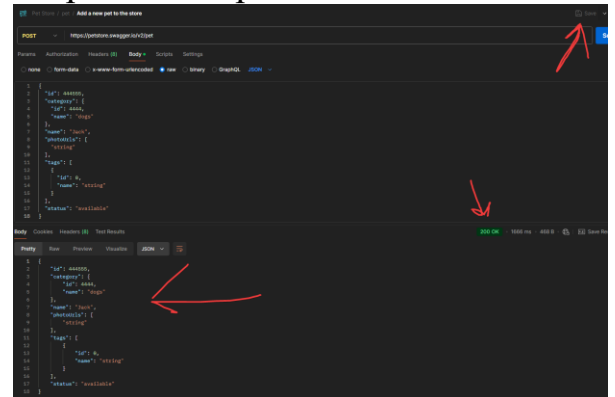 Pet Store / pet / Add a new pet to the store
Save
POST https://petstore.swagger.io/v2/pet
Params Authorization Headers (8) Body Scripts Settings
none form-data x-www-form-urlencoded raw binary GraphQL JSON
1 {
2 "id": 444888,
3 "category": {
4 "id": 4444,
5 "name": "dogs"
6 },
7 "name": "Jack",
8 "photoUrls": [
9 "string"
10 ],
11 "tags": [
12 {
13 "id": 0,
14 "name": "string"
15 }
16 ],
17 "status": "available"
18 }
Body Cookies Headers (8) Test Results 200 OK
Pretty Raw Preview Visualize JSON
1 {
2 "id": 444888,
3 "category": {
4 "id": 4444,
5 "name": "dogs"
6 },
7 "name": "Jack",
8 "photoUrls": [
9 "string"
10 ],
11 "tags": [
12 {
13 "id": 0,
14 "name": "string"
15 }
16 ],
17 "status": "available"
18 }